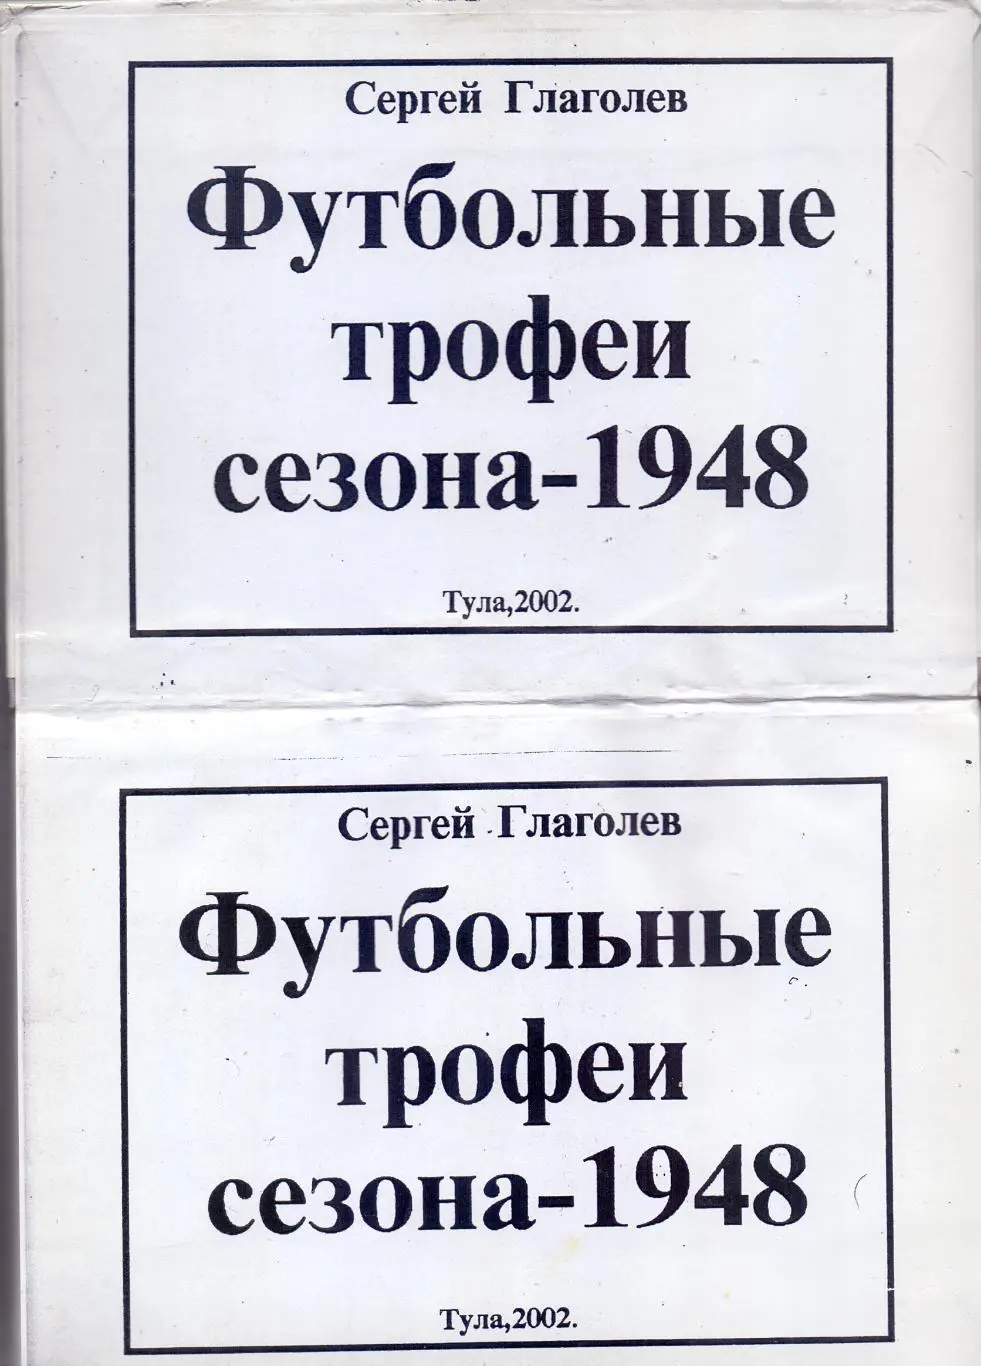 Сергей Глаголев
Футбольные
трофеи
сезона-1948
Тула,2002.
Сергей Глаголев
Футбольные
трофеи
сезона-1948
Тула,2002.